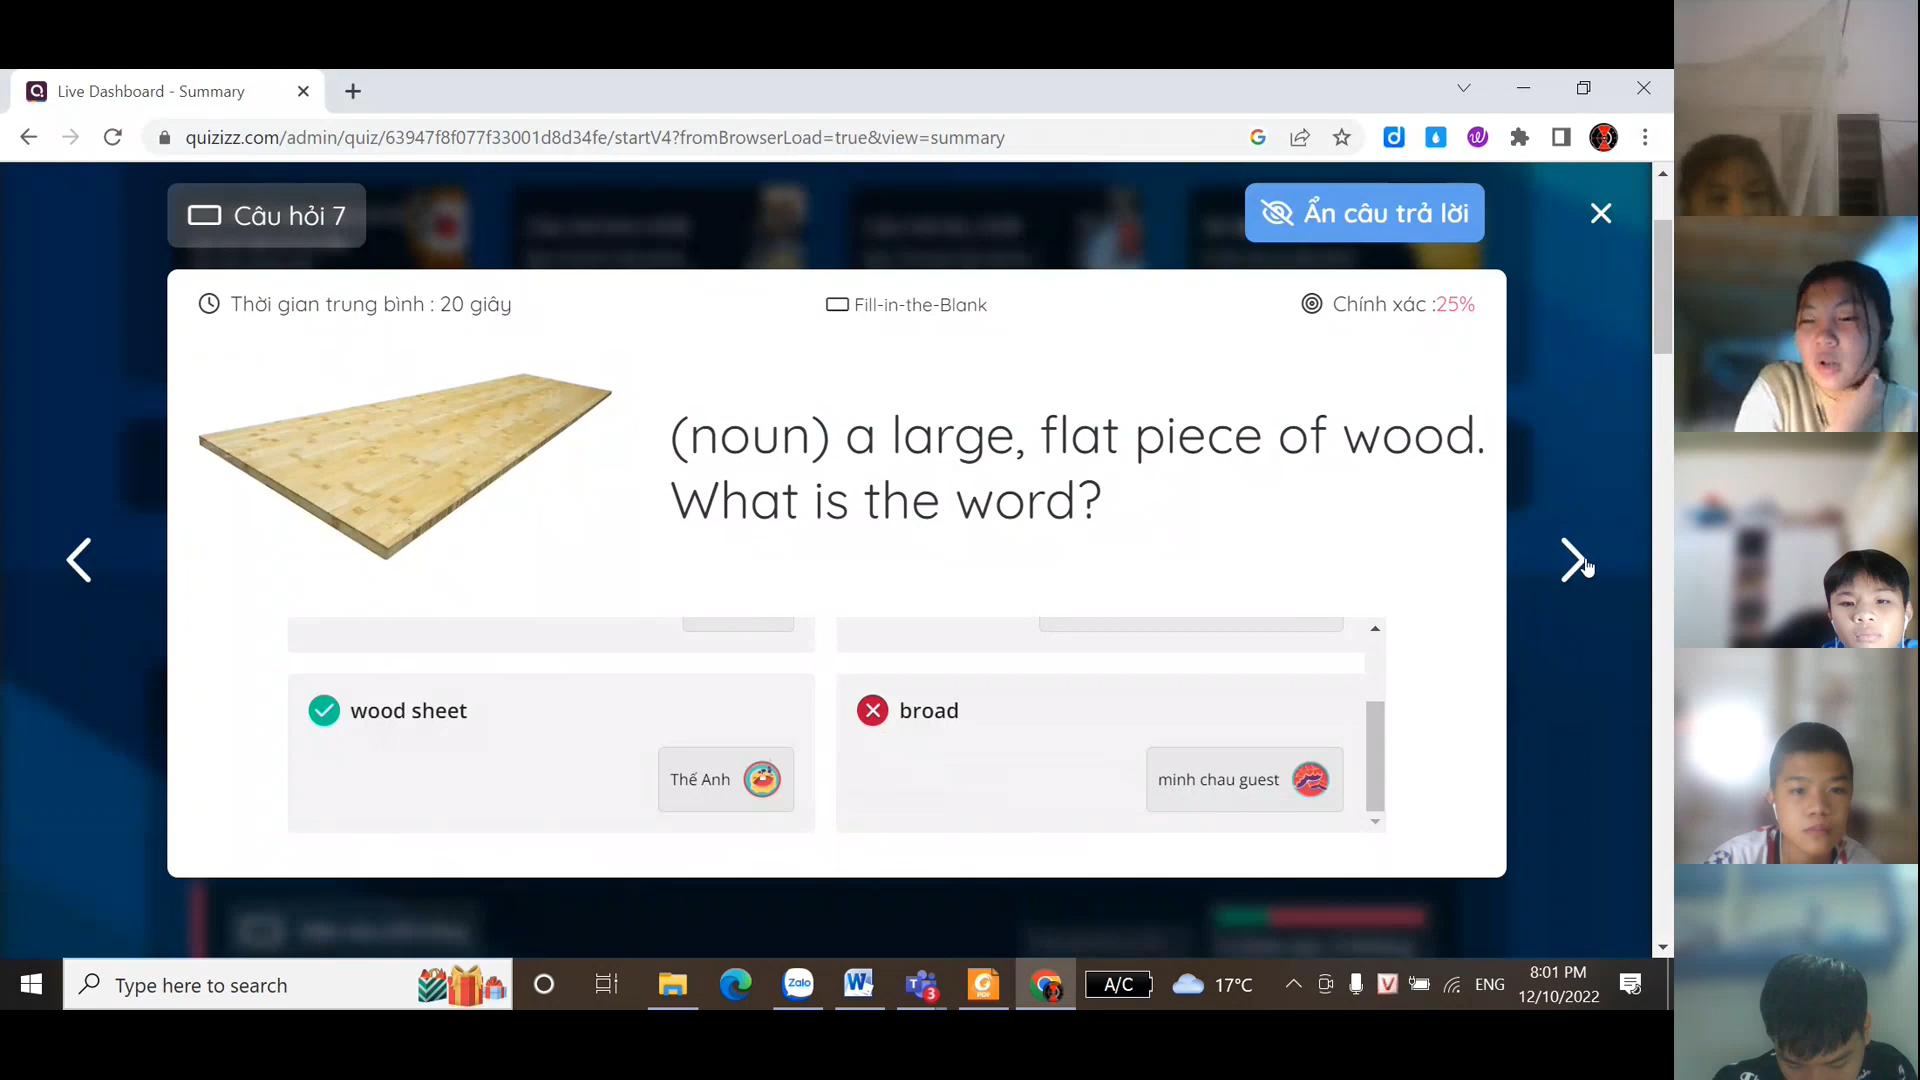 Live Dashboard - Summary
quizizz.com/admin/quiz/63947f8f077f33001d8d34fe/startV4?fromBrowserLoad=true&view=summary
Câu hỏi 7
Ẩn câu trả lời
Thời gian trung bình : 20 giây
Fill-in-the-Blank
Chính xác :25%
(noun) a large, flat piece of wood.
What is the word?
wood sheet
broad
Thế Anh
minh chau guest
Type here to search
Zalo
3
PDF
A/C
17°C
ENG
8:01 PM
12/10/2022